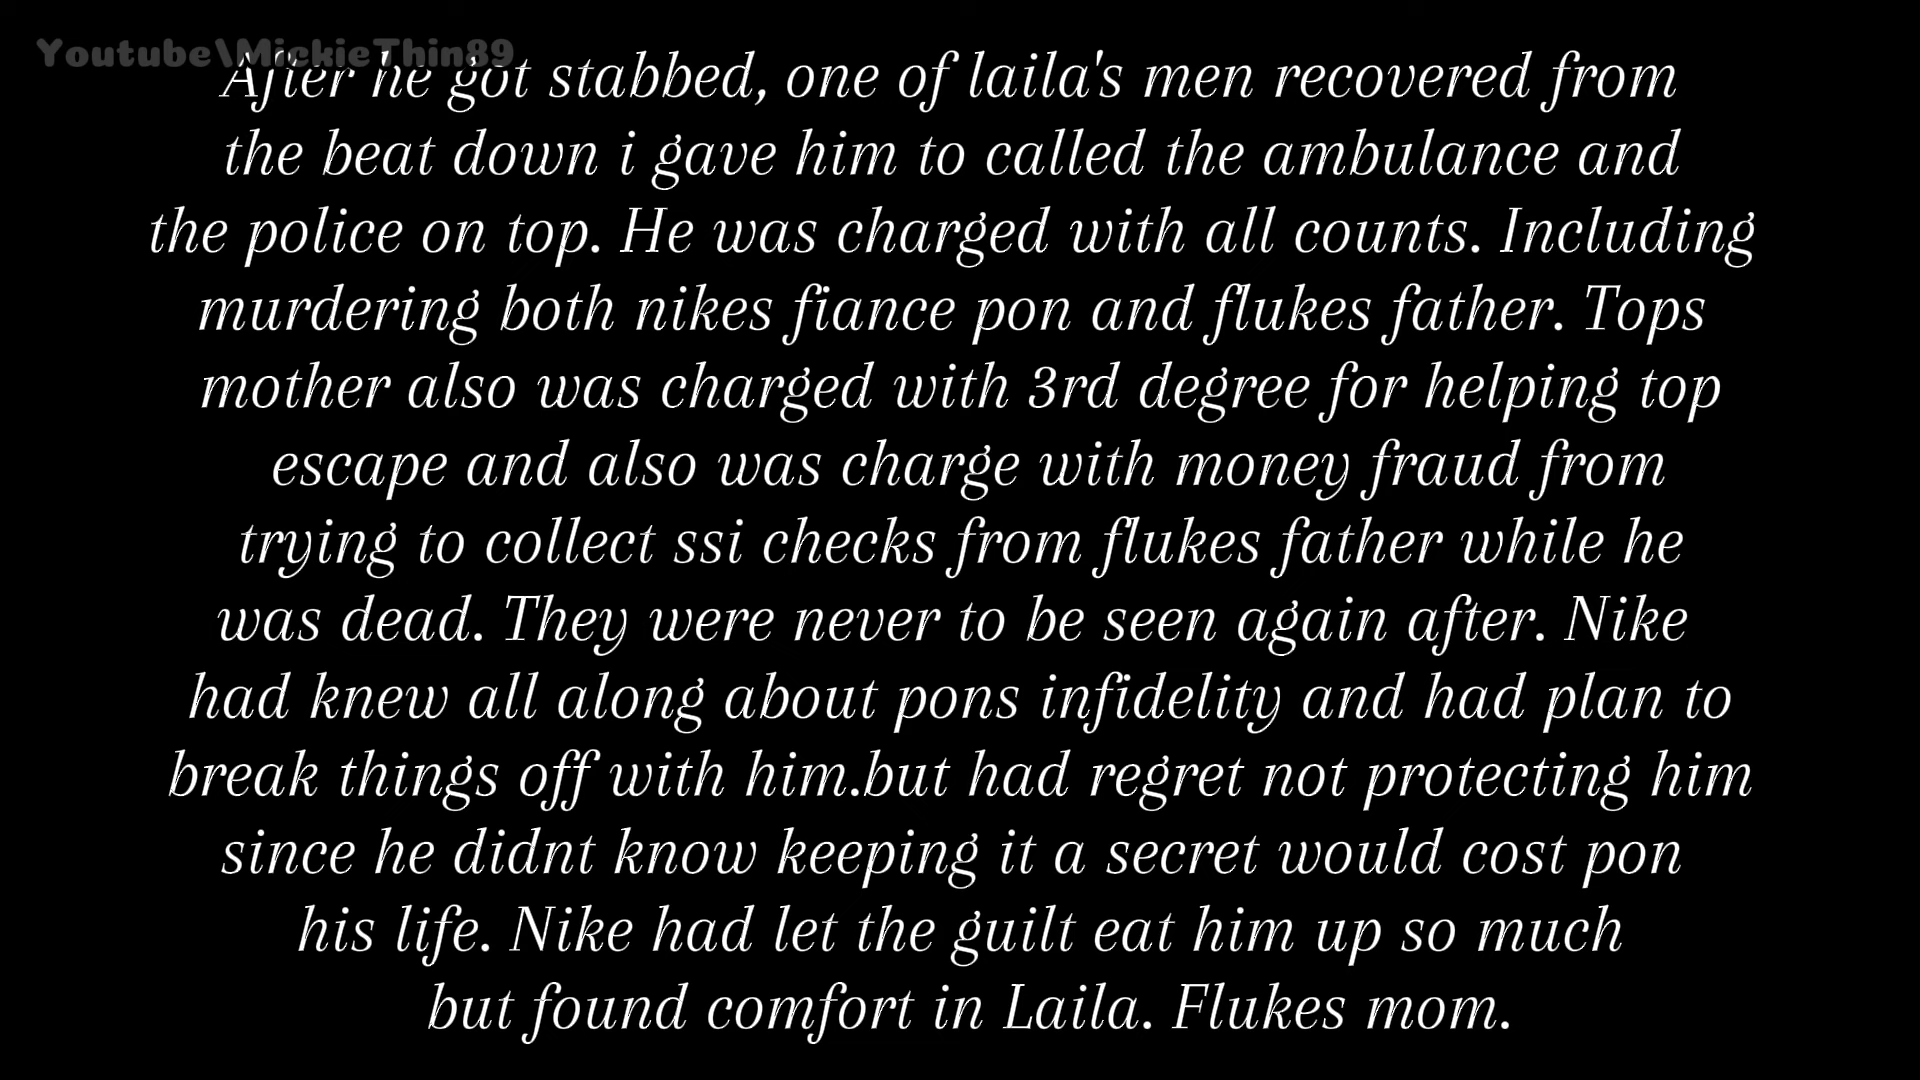 Youtube\MickieThin89
After he got stabbed, one of laila's men recovered from
the beat down i gave him to called the ambulance and
the police on top. He was charged with all counts. Including
murdering both nikes fiance pon and flukes father. Tops
mother also was charged with 3rd degree for helping top
escape and also was charge with money fraud from
trying to collect ssi checks from flukes father while he
was dead. They were never to be seen again after. Nike
had knew all along about pons infidelity and had plan to
break things off with him.but had regret not protecting him
since he didnt know keeping it a secret would cost pon
his life. Nike had let the guilt eat him up so much
but found comfort in Laila. Flukes mom.